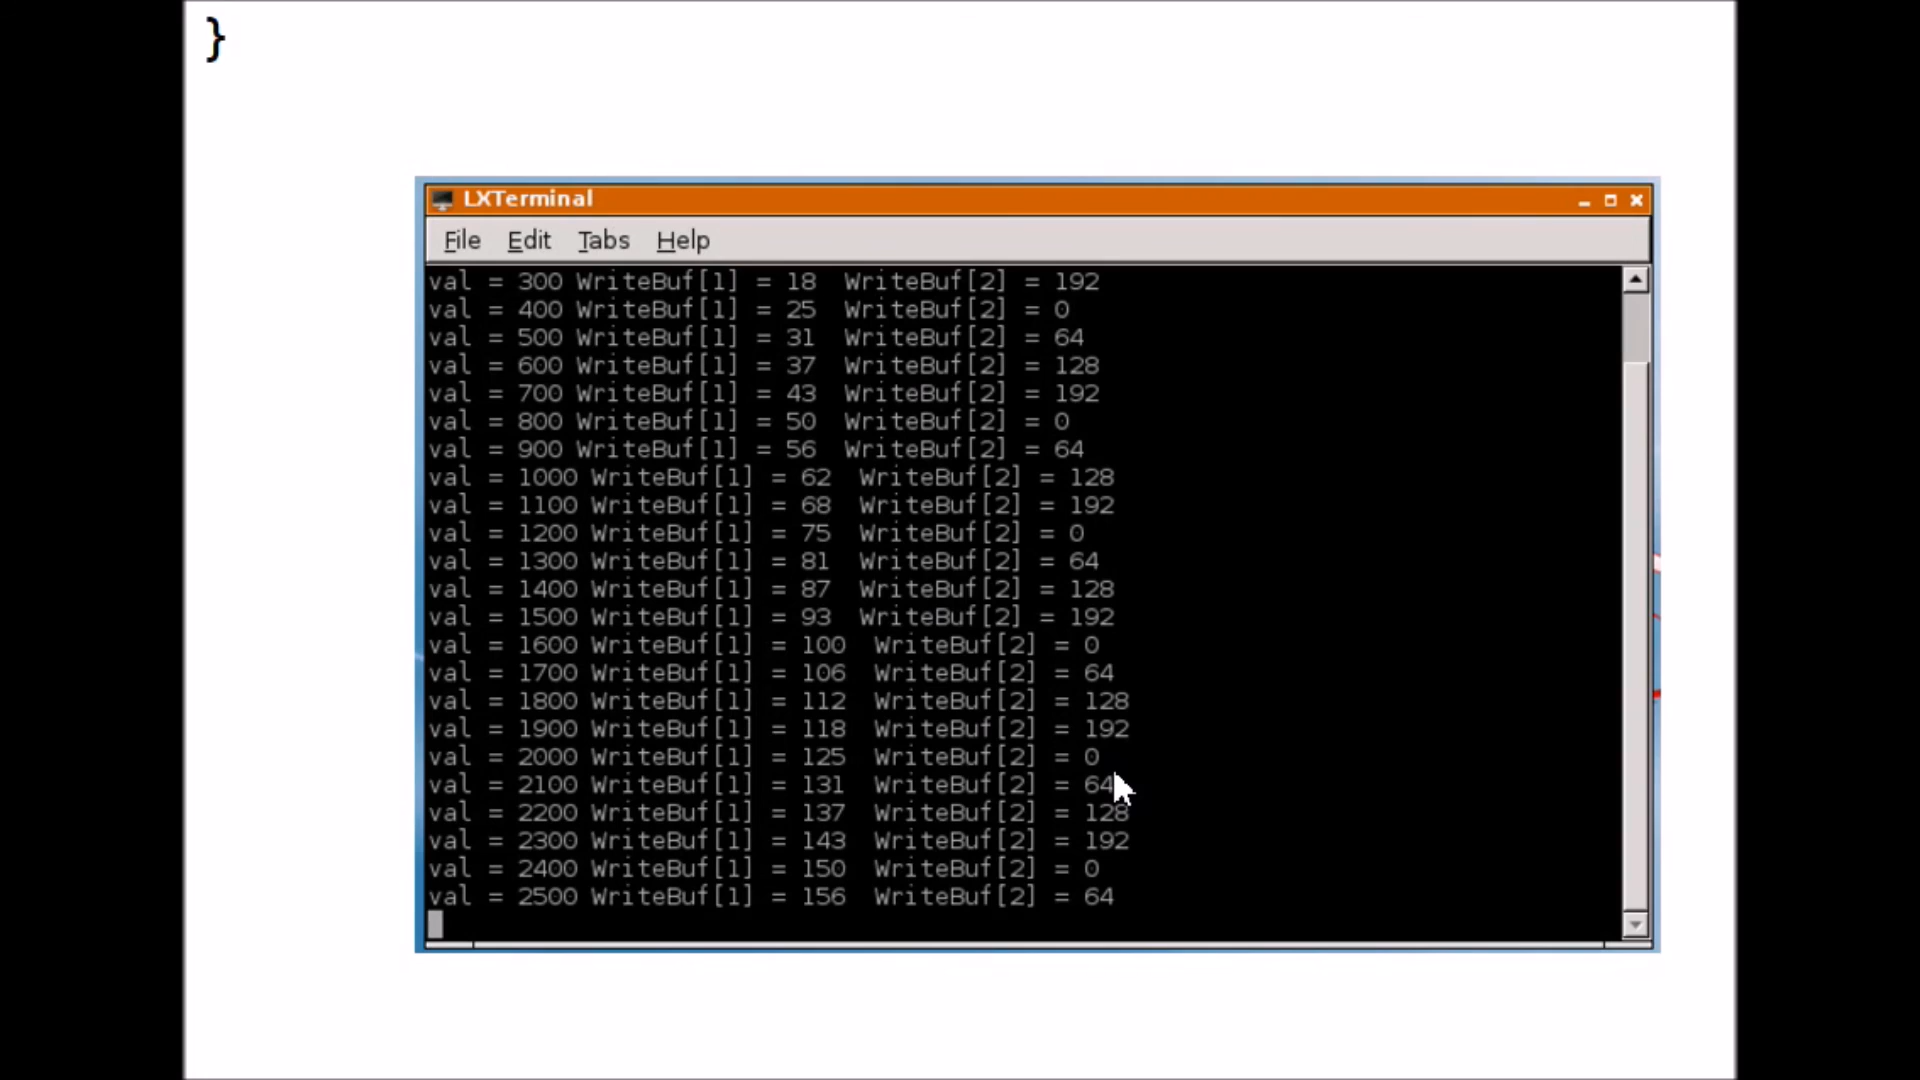 }
LXTerminal
File Edit Tabs Help
val = 300 WriteBuf[1] = 18  WriteBuf[2] = 192
val = 400 WriteBuf[1] = 25  WriteBuf[2] = 0
val = 500 WriteBuf[1] = 31  WriteBuf[2] = 64
val = 600 WriteBuf[1] = 37  WriteBuf[2] = 128
val = 700 WriteBuf[1] = 43  WriteBuf[2] = 192
val = 800 WriteBuf[1] = 50  WriteBuf[2] = 0
val = 900 WriteBuf[1] = 56  WriteBuf[2] = 64
val = 1000 WriteBuf[1] = 62  WriteBuf[2] = 128
val = 1100 WriteBuf[1] = 68  WriteBuf[2] = 192
val = 1200 WriteBuf[1] = 75  WriteBuf[2] = 0
val = 1300 WriteBuf[1] = 81  WriteBuf[2] = 64
val = 1400 WriteBuf[1] = 87  WriteBuf[2] = 128
val = 1500 WriteBuf[1] = 93  WriteBuf[2] = 192
val = 1600 WriteBuf[1] = 100  WriteBuf[2] = 0
val = 1700 WriteBuf[1] = 106  WriteBuf[2] = 64
val = 1800 WriteBuf[1] = 112  WriteBuf[2] = 128
val = 1900 WriteBuf[1] = 118  WriteBuf[2] = 192
val = 2000 WriteBuf[1] = 125  WriteBuf[2] = 0
val = 2100 WriteBuf[1] = 131  WriteBuf[2] = 64
val = 2200 WriteBuf[1] = 137  WriteBuf[2] = 128
val = 2300 WriteBuf[1] = 143  WriteBuf[2] = 192
val = 2400 WriteBuf[1] = 150  WriteBuf[2] = 0
val = 2500 WriteBuf[1] = 156  WriteBuf[2] = 64